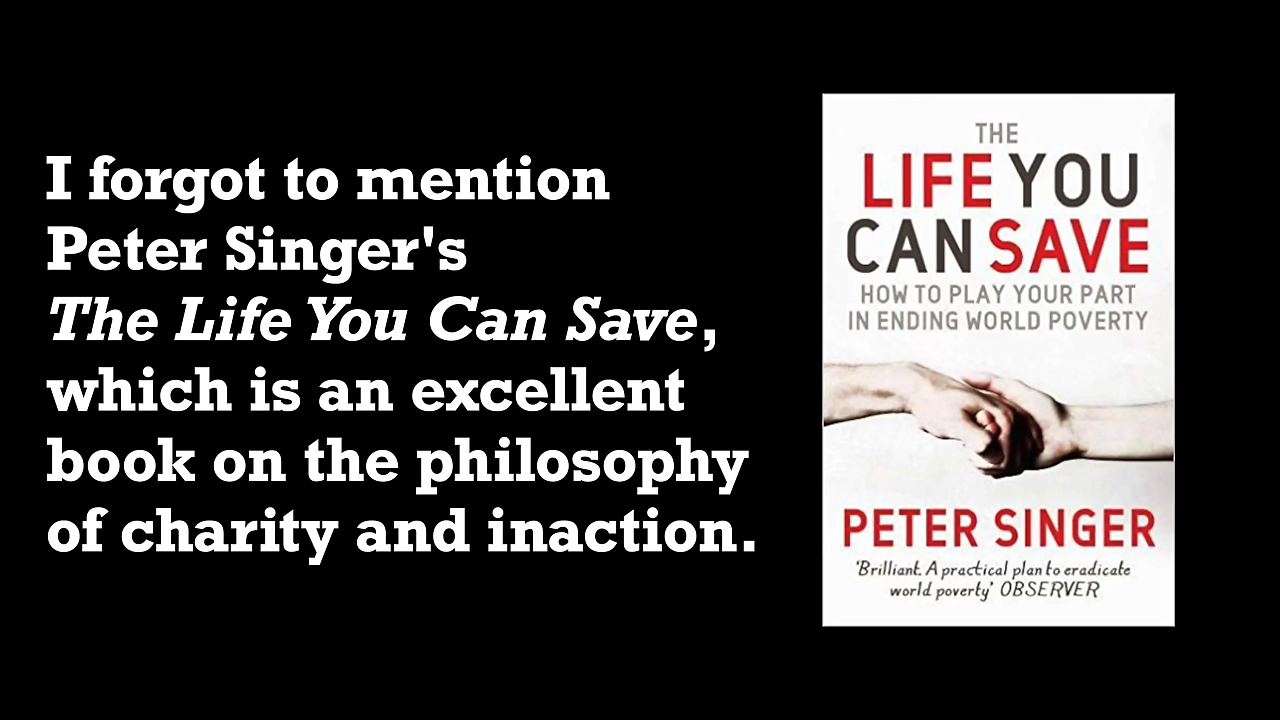 I forgot to mention
Peter Singer's
The Life You Can Save,
which is an excellent
book on the philosophy
of charity and inaction.
THE
LIFE YOU
CAN SAVE
HOW TO PLAY YOUR PART
IN ENDING WORLD POVERTY
PETER SINGER
'Brilliant. A practical plan to eradicate
world poverty' OBSERVER